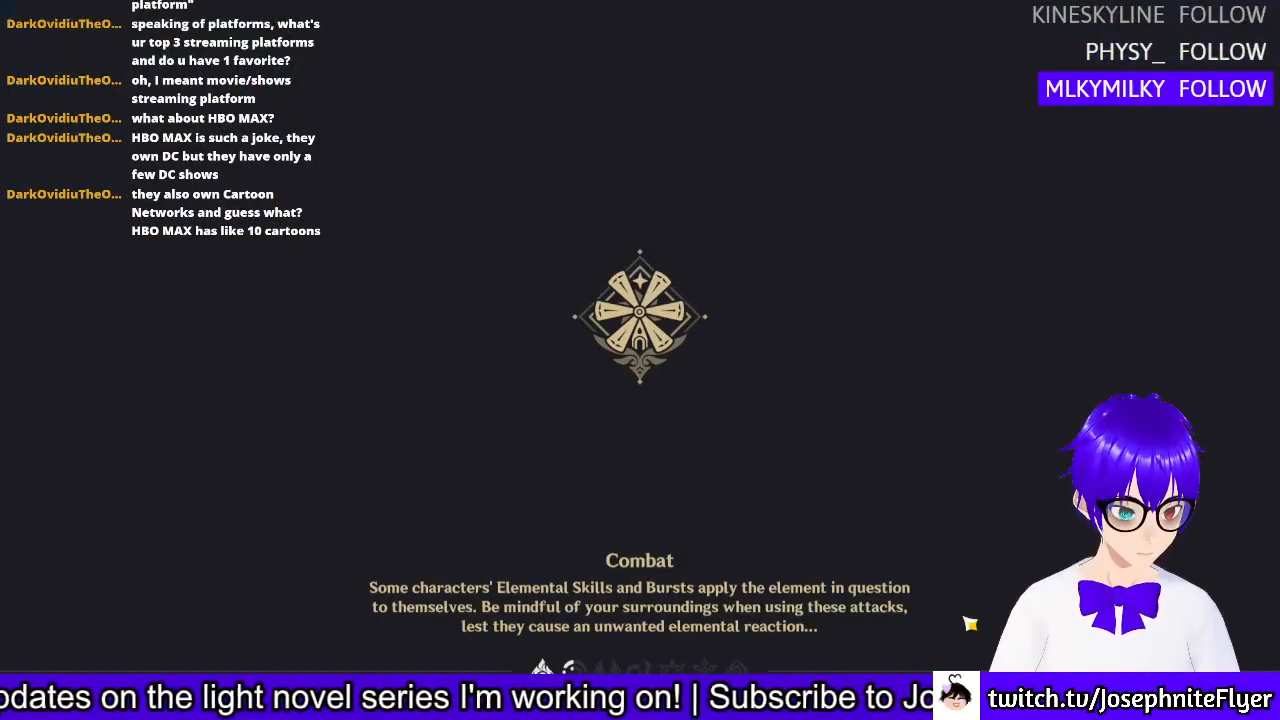 platform"
DarkOvidiuTheO... speaking of platforms, what's
ur top 3 streaming platforms
and do u have 1 favorite?
DarkOvidiuTheO... oh, I meant movie/shows
streaming platform
DarkOvidiuTheO... what about HBO MAX?
DarkOvidiuTheO... HBO MAX is such a joke, they
own DC but they have only a
few DC shows
DarkOvidiuTheO... they also own Cartoon
Networks and guess what?
HBO MAX has like 10 cartoons
KINESKYLINE FOLLOW
PHYSY_ FOLLOW
MLKYMILKY FOLLOW
Combat
Some characters' Elemental Skills and Bursts apply the element in question
to themselves. Be mindful of your surroundings when using these attacks,
lest they cause an unwanted elemental reaction...
pdates on the light novel series I'm working on! | Subscribe to Jo
twitch.tv/JosephniteFlyer